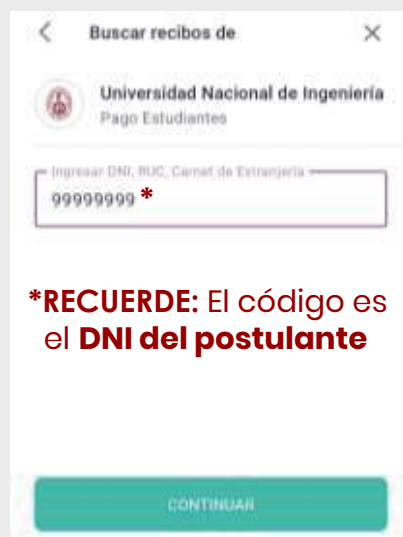 Buscar recibos de
Universidad Nacional de Ingeniería
Pago Estudiantes
Ingresar DNI, RUC, Carnet de Extranjería
99999999 *
*RECUERDE: El código es
el DNI del postulante
CONTINUAR